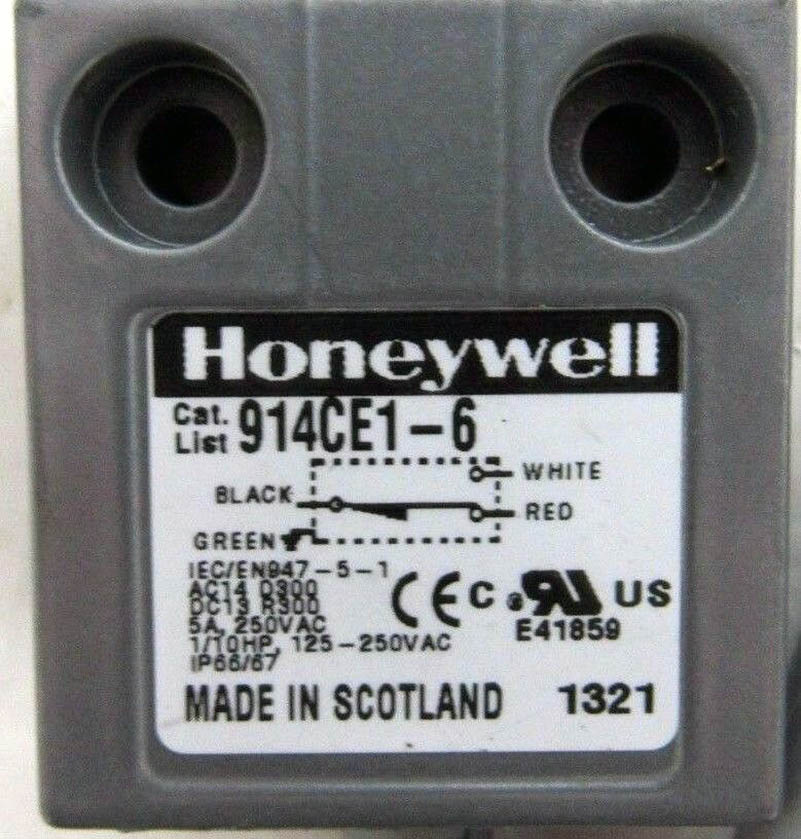 Honeywell
Cat. List 914CE1-6
WHITE
BLACK
RED
GREEN
IEC/EN947-5-1
AC14 D300
DC13 R300
5A, 250VAC
1/10HP, 125-250VAC
IP66/67
CE C UR US
E41859
MADE IN SCOTLAND 1321